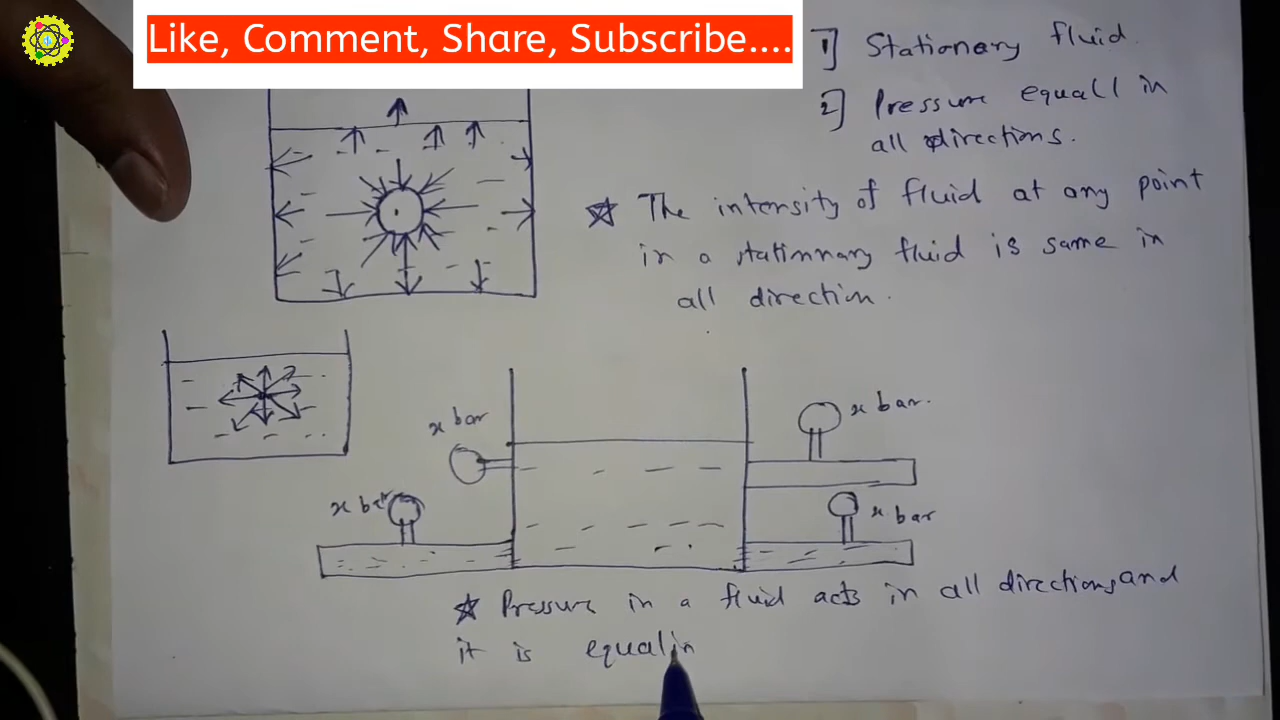 Like, Comment, Share, Subscribe....
1] Stationary fluid.
2] Pressure equall in
all directions.
☆ The intensity of fluid at any point
in a stationnary fluid is same in
all direction.
x bar
x bar.
x bar
x bar
☆ Pressure in a fluid acts in all directions, and
it is equal in